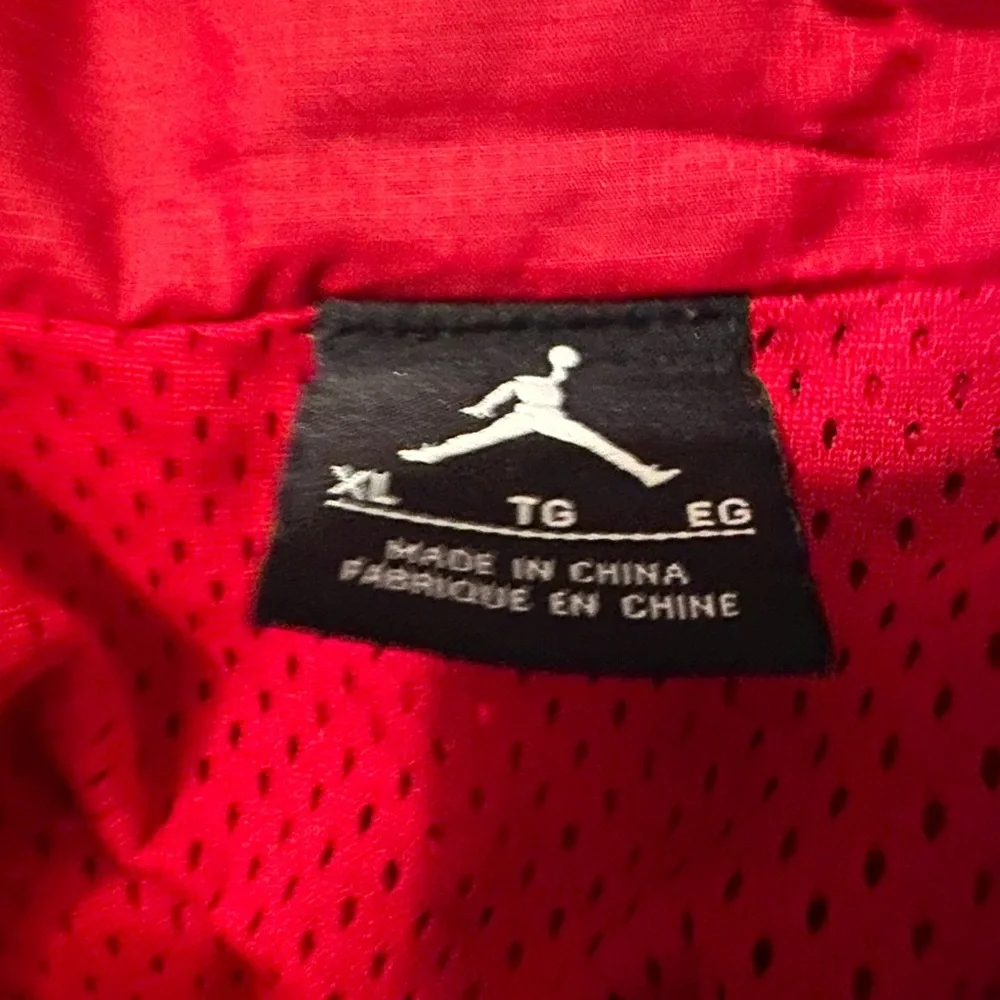 XL TG EG
MADE IN CHINA
FABRIQUE EN CHINE